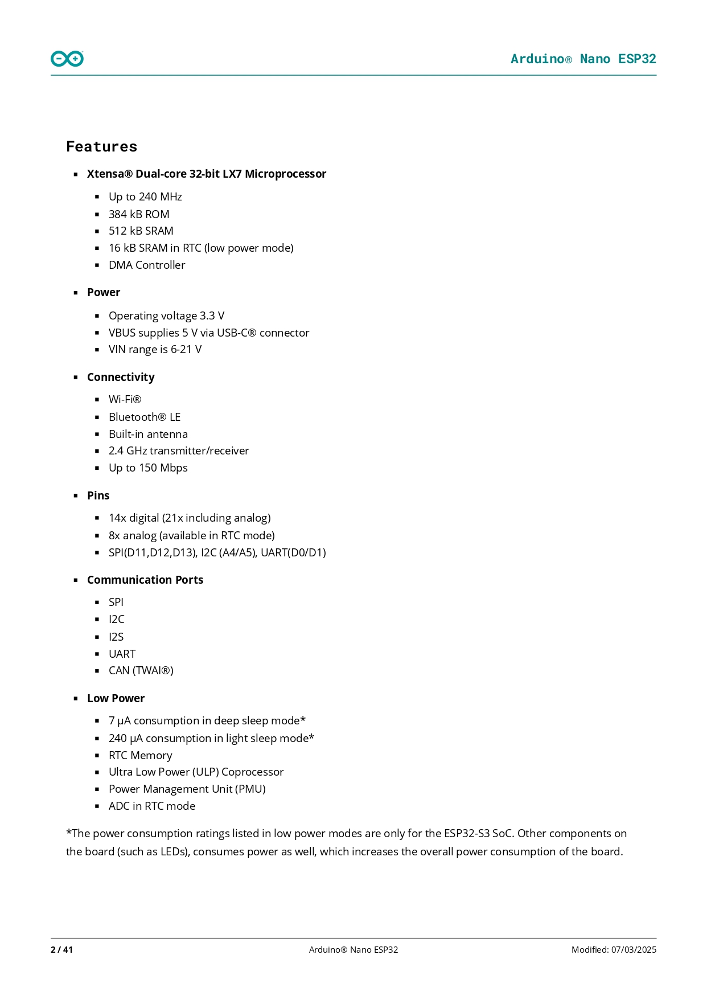 Arduino® Nano ESP32
Features
Xtensa® Dual-core 32-bit LX7 Microprocessor
Up to 240 MHz
384 kB ROM
512 kB SRAM
16 kB SRAM in RTC (low power mode)
DMA Controller
Power
Operating voltage 3.3 V
VBUS supplies 5 V via USB-C® connector
VIN range is 6-21 V
Connectivity
Wi-Fi®
Bluetooth® LE
Built-in antenna
2.4 GHz transmitter/receiver
Up to 150 Mbps
Pins
14x digital (21x including analog)
8x analog (available in RTC mode)
SPI(D11,D12,D13), I2C (A4/A5), UART(D0/D1)
Communication Ports
SPI
I2C
I2S
UART
CAN (TWAI®)
Low Power
7 μA consumption in deep sleep mode*
240 μA consumption in light sleep mode*
RTC Memory
Ultra Low Power (ULP) Coprocessor
Power Management Unit (PMU)
ADC in RTC mode
*The power consumption ratings listed in low power modes are only for the ESP32-S3 SoC. Other components on
the board (such as LEDs), consumes power as well, which increases the overall power consumption of the board.
2 / 41
Arduino® Nano ESP32
Modified: 07/03/2025